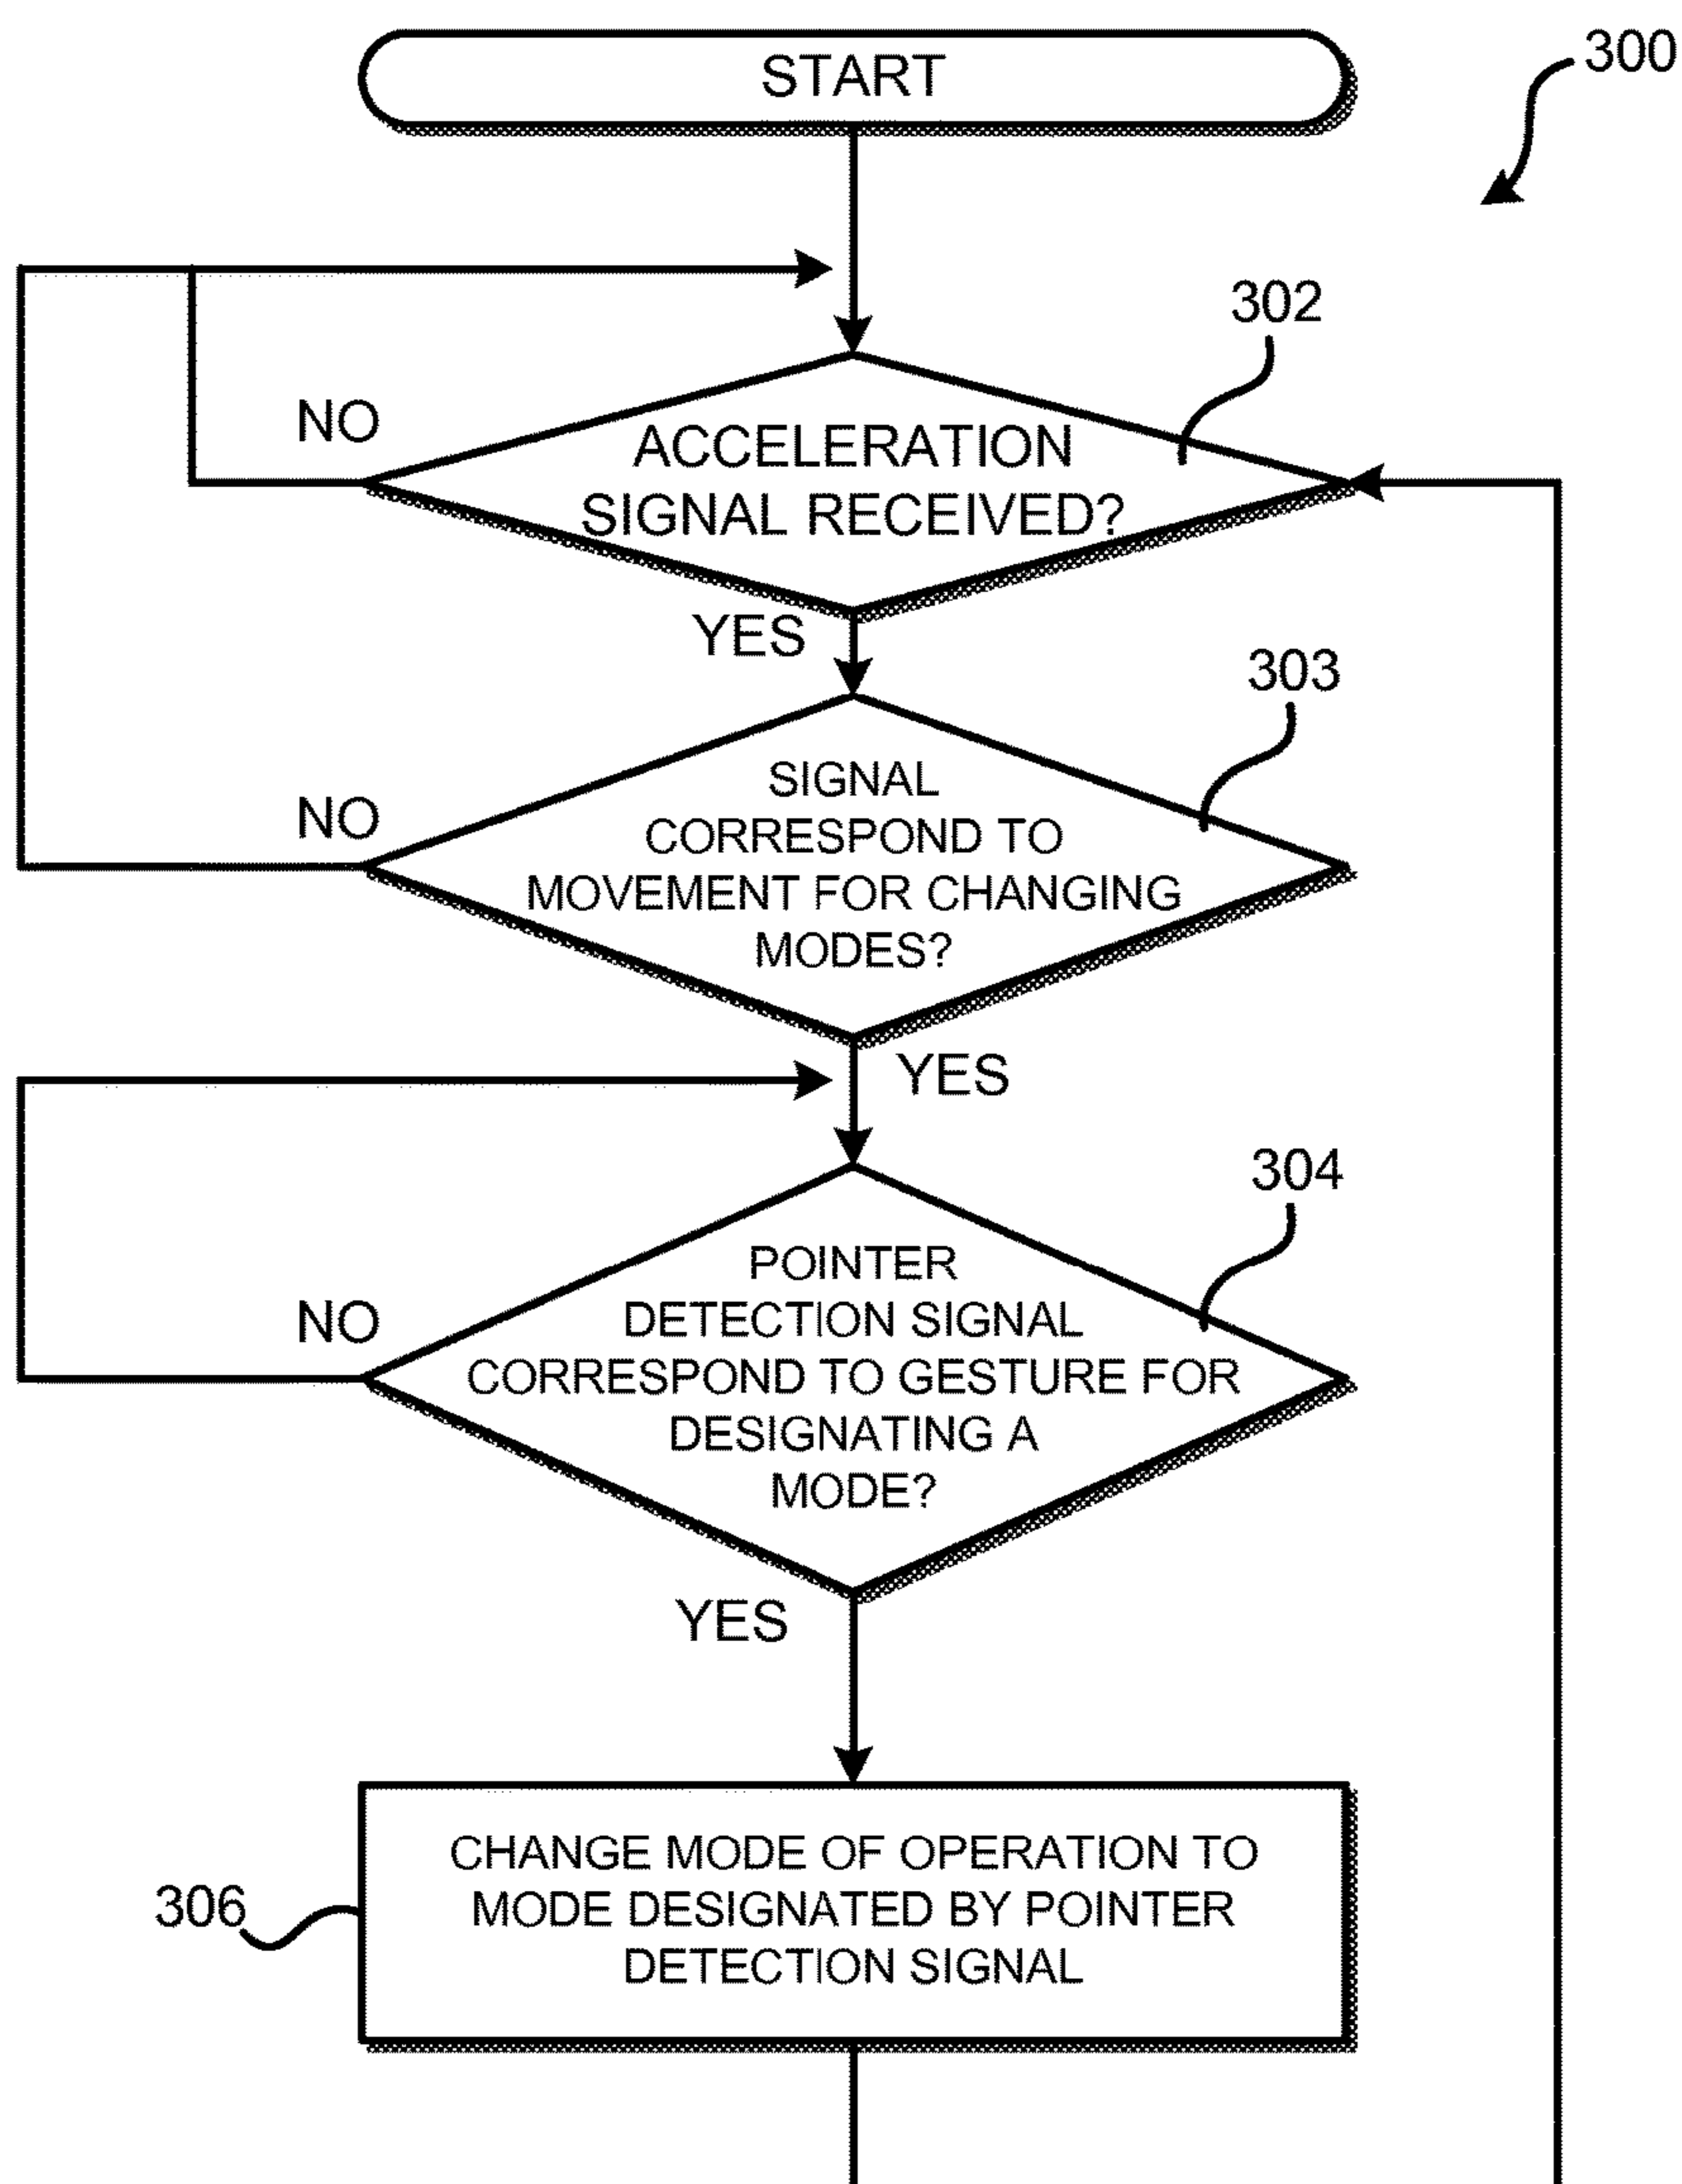 START
300
302
NO
ACCELERATION
SIGNAL RECEIVED?
YES
303
SIGNAL
NO
CORRESPOND TO
MOVEMENT FOR CHANGING
MODES?
YES
304
POINTER
NO
DETECTION SIGNAL
CORRESPOND TO GESTURE FOR
DESIGNATING A
MODE?
YES
CHANGE MODE OF OPERATION TO
306
MODE DESIGNATED BY POINTER
DETECTION SIGNAL